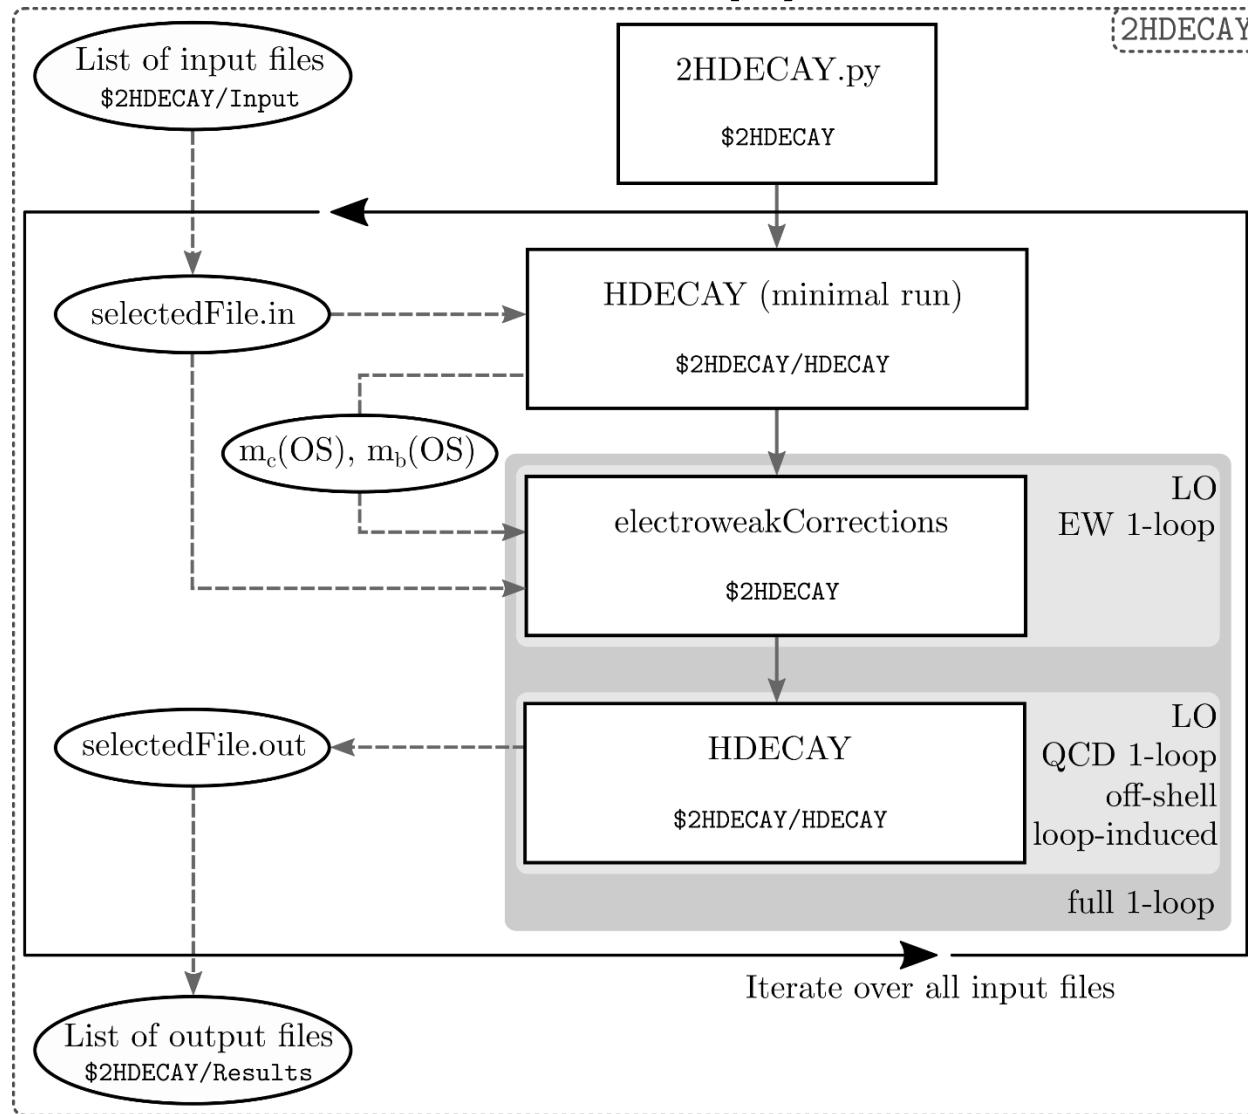 2HDECAY
List of input files
$2HDECAY/Input
2HDECAY.py
$2HDECAY
selectedFile.in
HDECAY (minimal run)
$2HDECAY/HDECAY
m_c(OS), m_b(OS)
LO
EW 1-loop
electroweakCorrections
$2HDECAY
selectedFile.out
HDECAY
$2HDECAY/HDECAY
LO
QCD 1-loop
off-shell
loop-induced
full 1-loop
Iterate over all input files
List of output files
$2HDECAY/Results